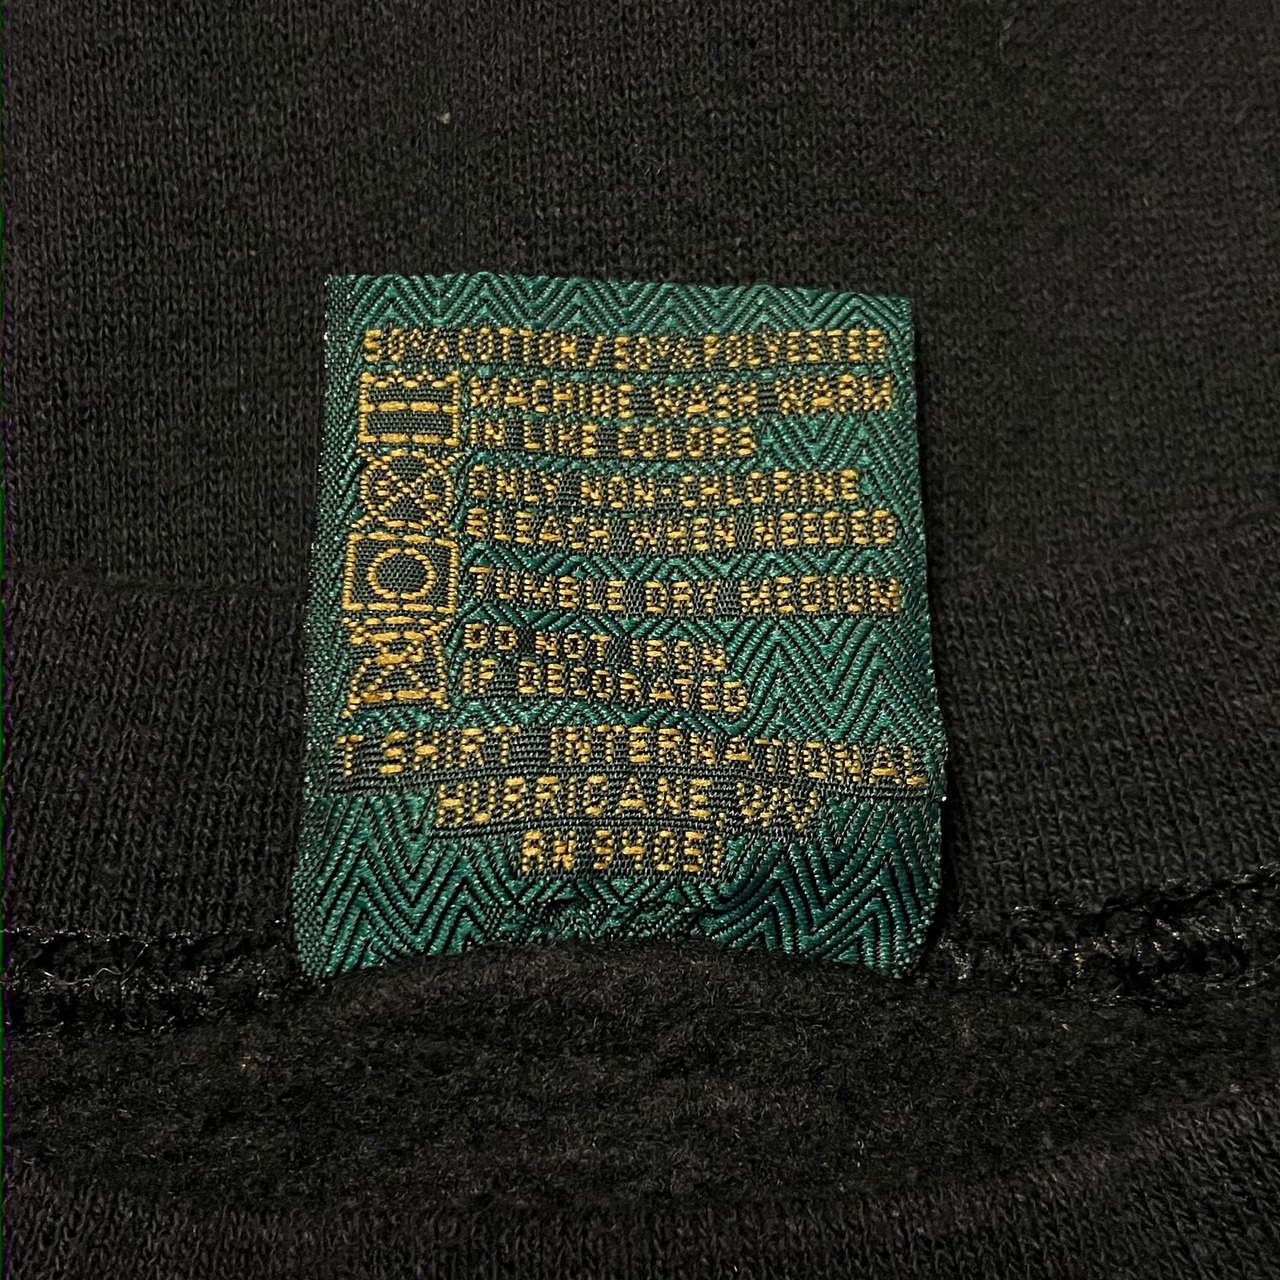 50% COTTON/50% POLYESTER
MACHINE WASH WARM
IN LIKE COLORS
ONLY NON-CHLORINE
BLEACH WHEN NEEDED
TUMBLE DRY MEDIUM
DO NOT IRON
IF DECORATED
T SHIRT INTERNATIONAL
HURRICANE, WV
RN 94051